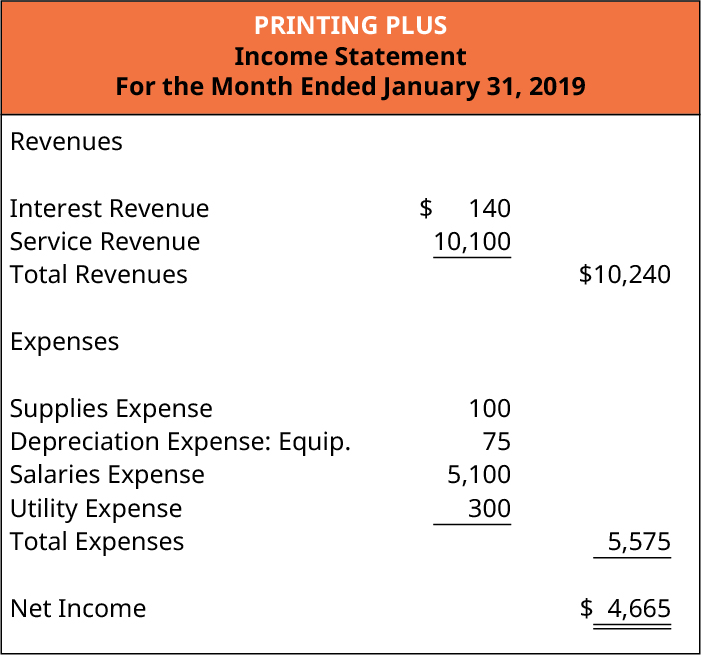 PRINTING PLUS
Income Statement
For the Month Ended January 31, 2019
Revenues
Interest Revenue $ 140
Service Revenue 10,100
Total Revenues $10,240
Expenses
Supplies Expense 100
Depreciation Expense: Equip. 75
Salaries Expense 5,100
Utility Expense 300
Total Expenses 5,575
Net Income $ 4,665